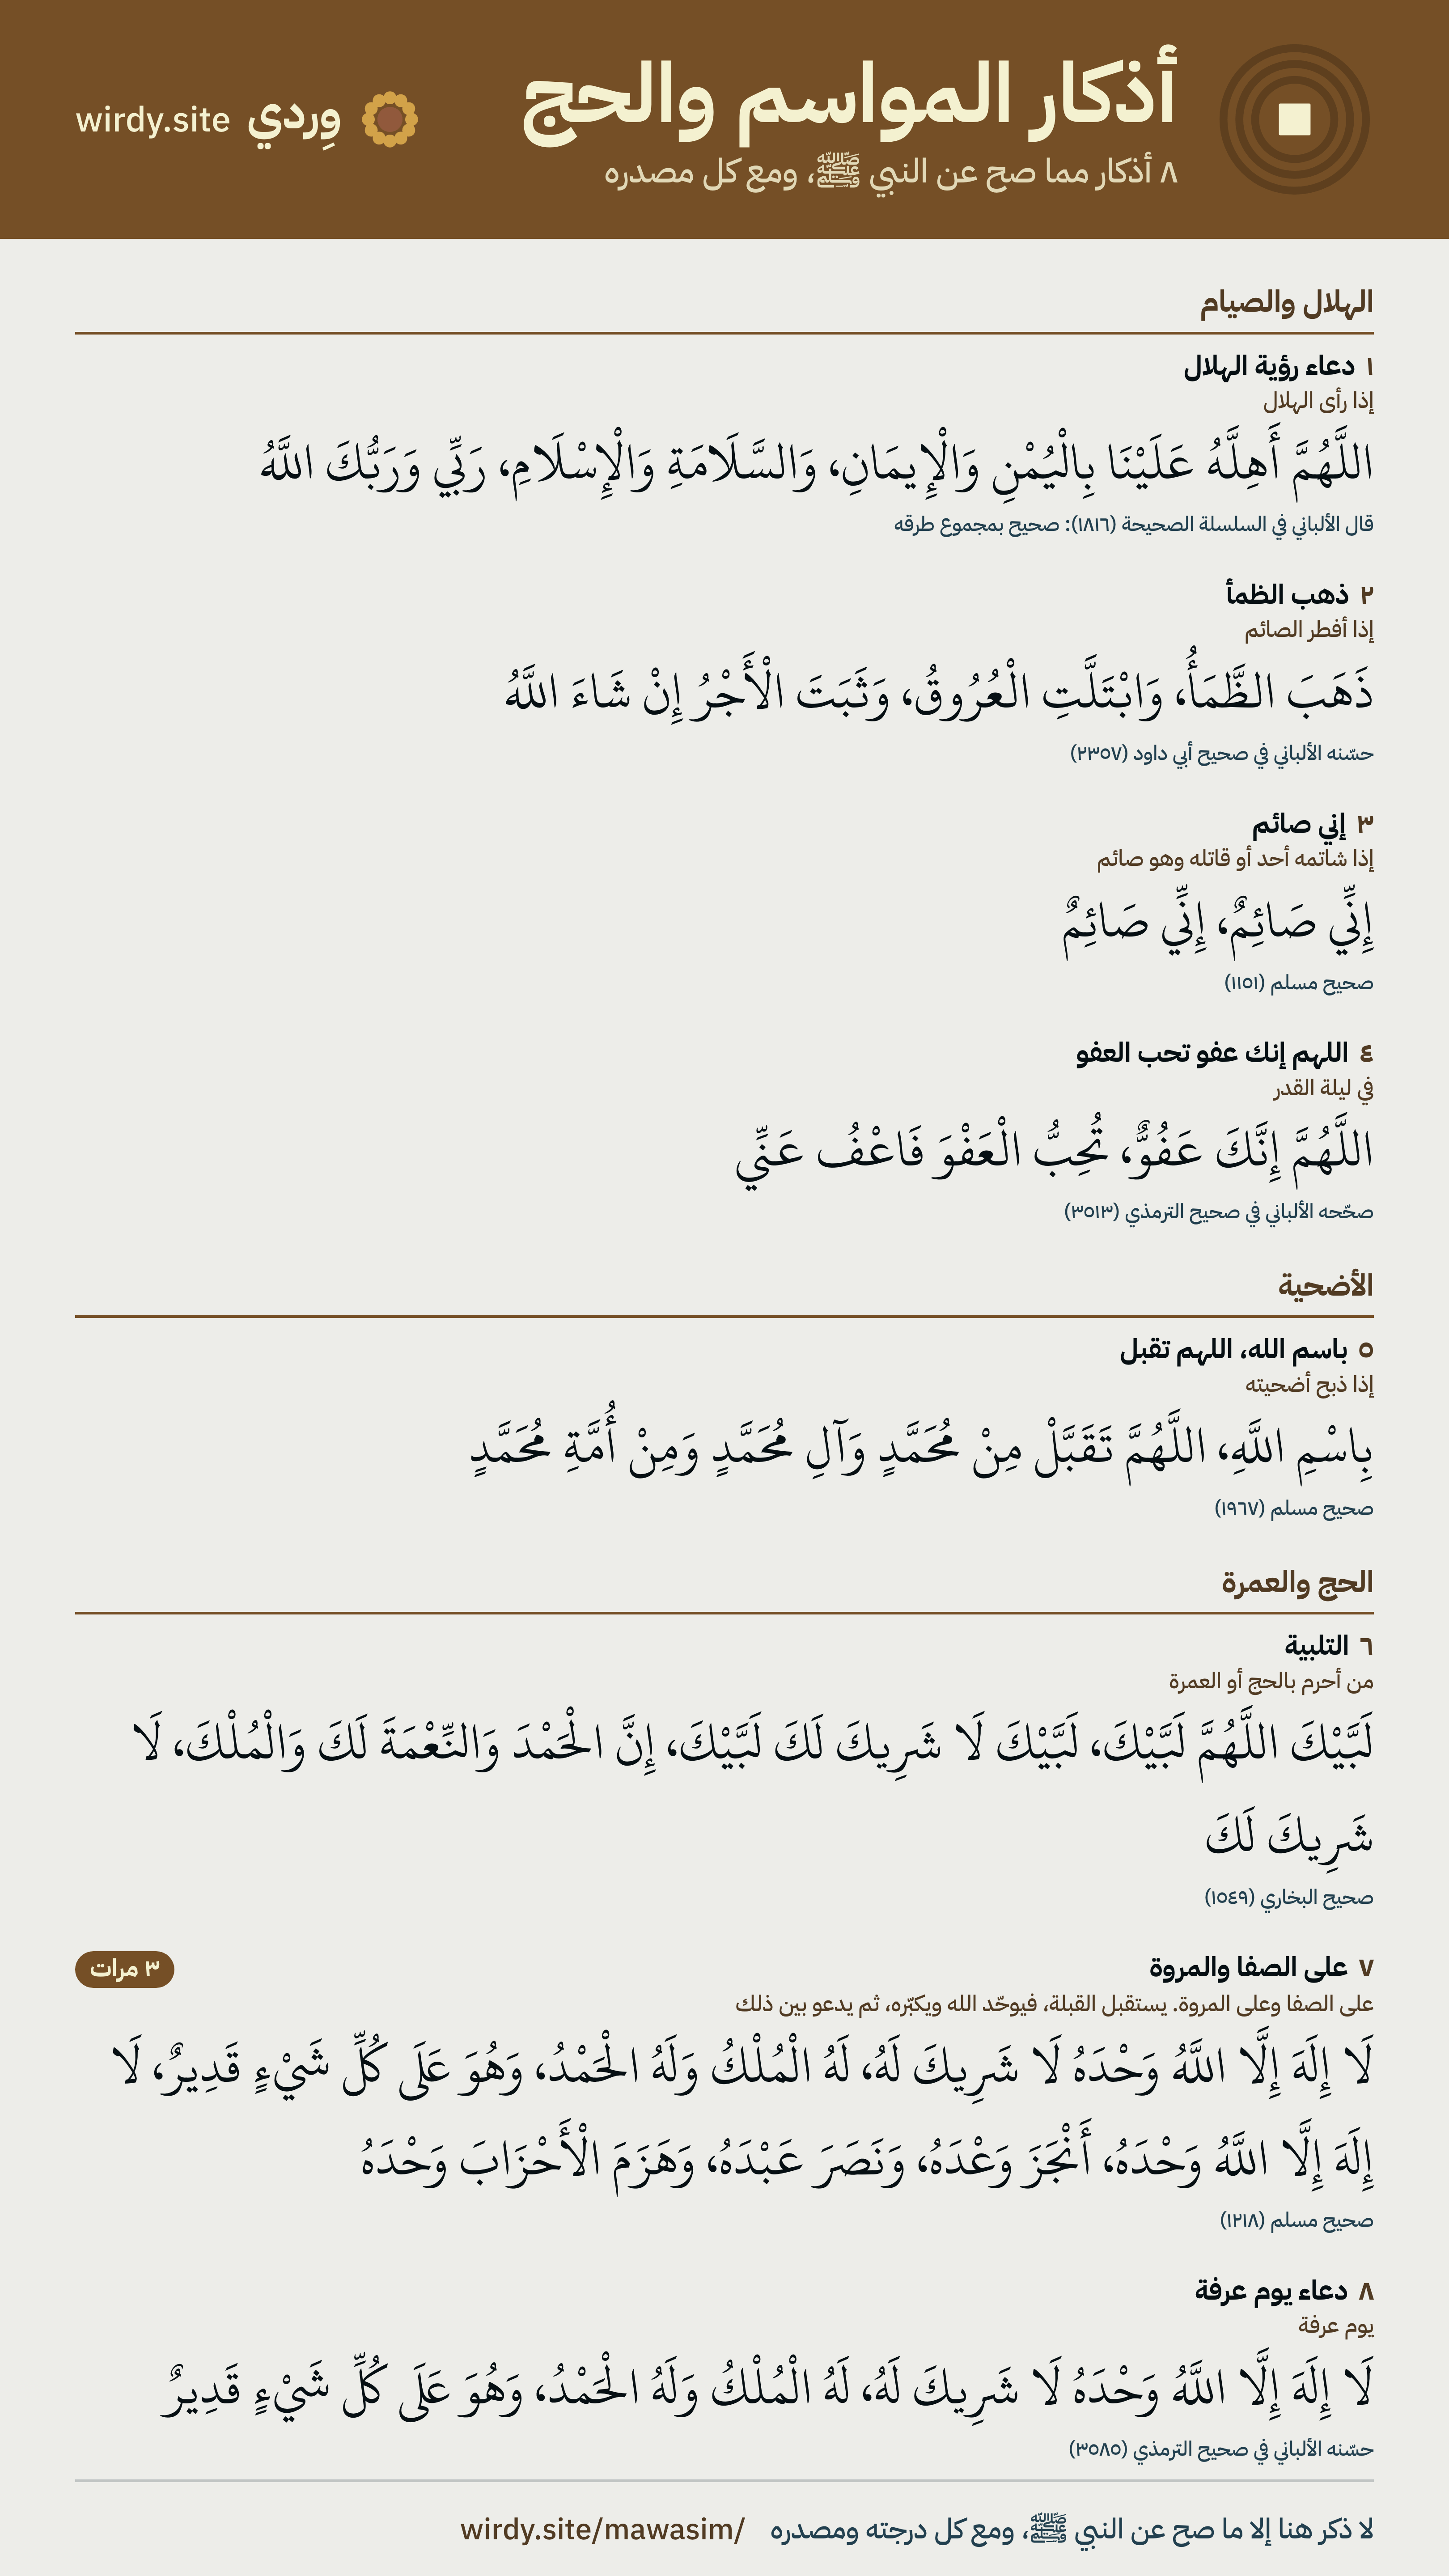 أذكار المواسم والحج
٨ أذكار مما صح عن النبي ﷺ، ومع كل مصدره
وِردي wirdy.site
الهلال والصيام
١ دعاء رؤية الهلال
إذا رأى الهلال
اللَّهُمَّ أَهِلَّهُ عَلَيْنَا بِالْيُمْنِ وَالْإِيمَانِ، وَالسَّلَامَةِ وَالْإِسْلَامِ، رَبِّي وَرَبُّكَ اللَّهُ
قال الألباني في السلسلة الصحيحة (١٨١٦): صحيح بمجموع طرقه
٢ ذهب الظمأ
إذا أفطر الصائم
ذَهَبَ الظَّمَأُ، وَابْتَلَّتِ الْعُرُوقُ، وَثَبَتَ الْأَجْرُ إِنْ شَاءَ اللَّهُ
حسّنه الألباني في صحيح أبي داود (٢٣٥٧)
٣ إني صائم
إذا شاتمه أحد أو قاتله وهو صائم
إِنِّي صَائِمٌ، إِنِّي صَائِمٌ
صحيح مسلم (١١٥١)
٤ اللهم إنك عفو تحب العفو
في ليلة القدر
اللَّهُمَّ إِنَّكَ عَفُوٌّ، تُحِبُّ الْعَفْوَ فَاعْفُ عَنِّي
صحّحه الألباني في صحيح الترمذي (٣٥١٣)
الأضحية
٥ باسم الله، اللهم تقبل
إذا ذبح أضحيته
بِاسْمِ اللَّهِ، اللَّهُمَّ تَقَبَّلْ مِنْ مُحَمَّدٍ وَآلِ مُحَمَّدٍ وَمِنْ أُمَّةِ مُحَمَّدٍ
صحيح مسلم (١٩٦٧)
الحج والعمرة
٦ التلبية
من أحرم بالحج أو العمرة
لَبَّيْكَ اللَّهُمَّ لَبَّيْكَ، لَبَّيْكَ لَا شَرِيكَ لَكَ لَبَّيْكَ، إِنَّ الْحَمْدَ وَالنِّعْمَةَ لَكَ وَالْمُلْكَ، لَا
شَرِيكَ لَكَ
صحيح البخاري (١٥٤٩)
٧ على الصفا والمروة
٣ مرات
على الصفا وعلى المروة. يستقبل القبلة، فيوحّد الله ويكبّره، ثم يدعو بين ذلك
لَا إِلَهَ إِلَّا اللَّهُ وَحْدَهُ لَا شَرِيكَ لَهُ، لَهُ الْمُلْكُ وَلَهُ الْحَمْدُ، وَهُوَ عَلَى كُلِّ شَيْءٍ قَدِيرٌ، لَا
إِلَهَ إِلَّا اللَّهُ وَحْدَهُ، أَنْجَزَ وَعْدَهُ، وَنَصَرَ عَبْدَهُ، وَهَزَمَ الْأَحْزَابَ وَحْدَهُ
صحيح مسلم (١٢١٨)
٨ دعاء يوم عرفة
يوم عرفة
لَا إِلَهَ إِلَّا اللَّهُ وَحْدَهُ لَا شَرِيكَ لَهُ، لَهُ الْمُلْكُ وَلَهُ الْحَمْدُ، وَهُوَ عَلَى كُلِّ شَيْءٍ قَدِيرٌ
حسّنه الألباني في صحيح الترمذي (٣٥٨٥)
لا ذكر هنا إلا ما صح عن النبي ﷺ، ومع كل درجته ومصدره wirdy.site/mawasim/